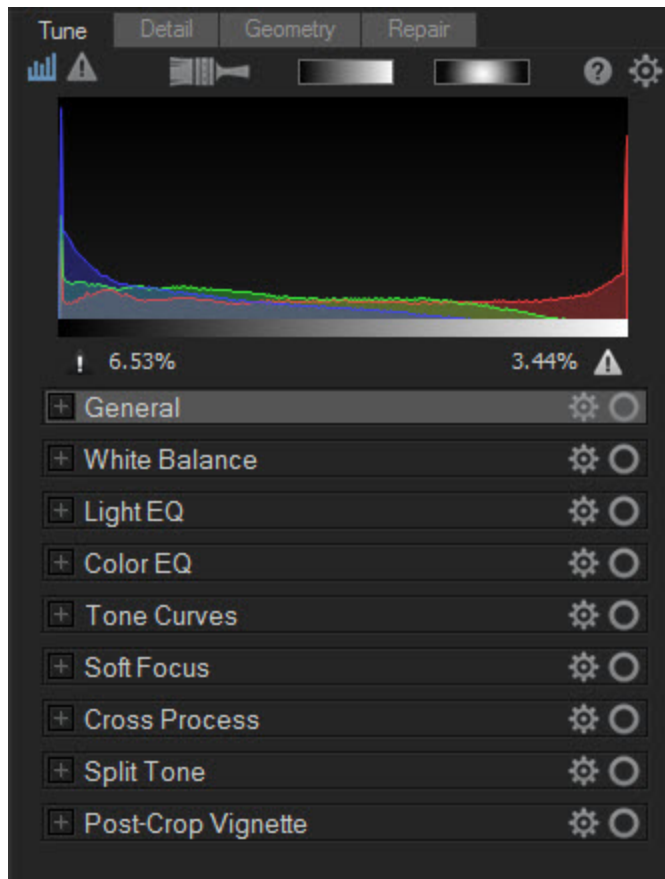 Tune Detail Geometry Repair
6.53% 3.44%
General
White Balance
Light EQ
Color EQ
Tone Curves
Soft Focus
Cross Process
Split Tone
Post-Crop Vignette